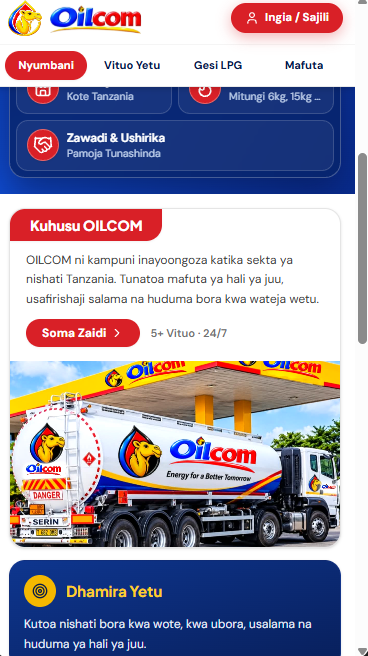 Oilcom
Ingia / Sajili
Nyumbani
Vituo Yetu
Gesi LPG
Mafuta
Kote Tanzania
Mitungi 6kg, 15kg ...
Zawadi & Ushirika
Pamoja Tunashinda
Kuhusu OILCOM
OILCOM ni kampuni inayoongoza katika sekta ya
nishati Tanzania. Tunatoa mafuta ya hali ya juu,
usafirishaji salama na huduma bora kwa wateja wetu.
Soma Zaidi
5+ Vituo · 24/7
Oilcom
Oilcom
Oilcom
Oilcom
Energy for a Better Tomorrow
DANGER
SERIN
Dhamira Yetu
Kutoa nishati bora kwa wote, kwa ubora, usalama na
huduma ya hali ya juu.